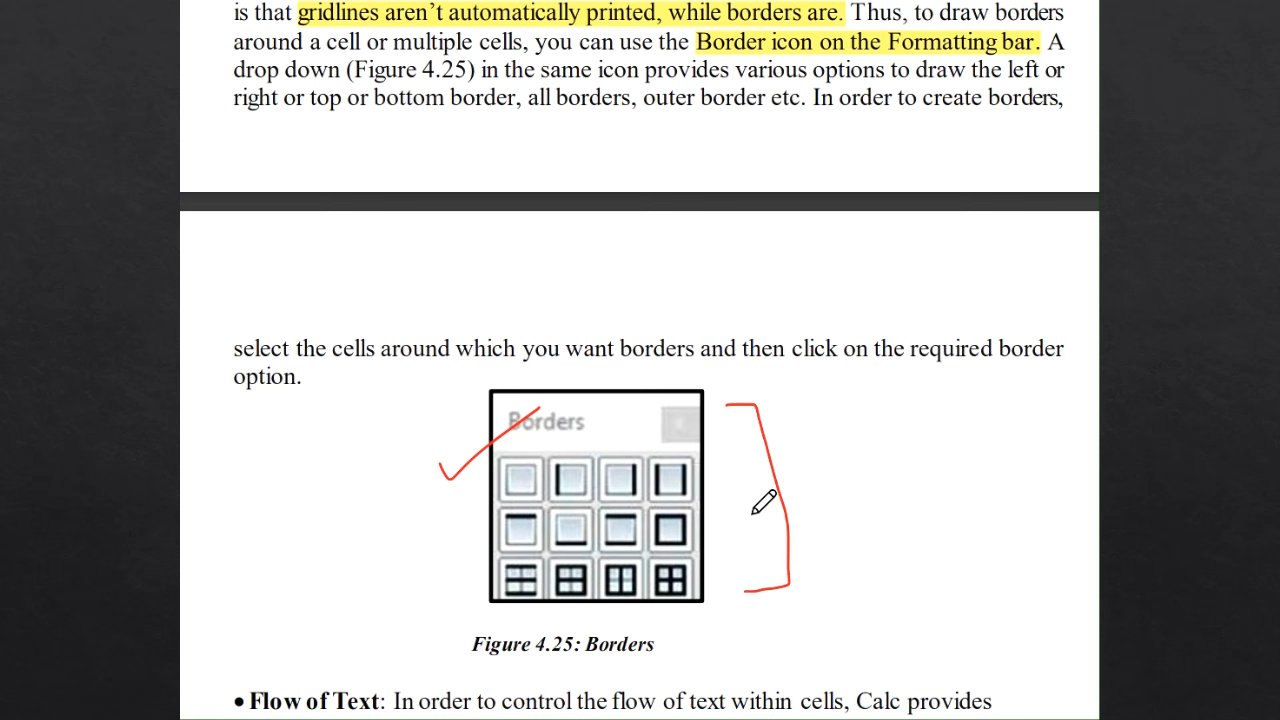 is that gridlines aren’t automatically printed, while borders are. Thus, to draw borders
around a cell or multiple cells, you can use the Border icon on the Formatting bar. A
drop down (Figure 4.25) in the same icon provides various options to draw the left or
right or top or bottom border, all borders, outer border etc. In order to create borders,
select the cells around which you want borders and then click on the required border
option.
Borders
Figure 4.25: Borders
• Flow of Text: In order to control the flow of text within cells, Calc provides